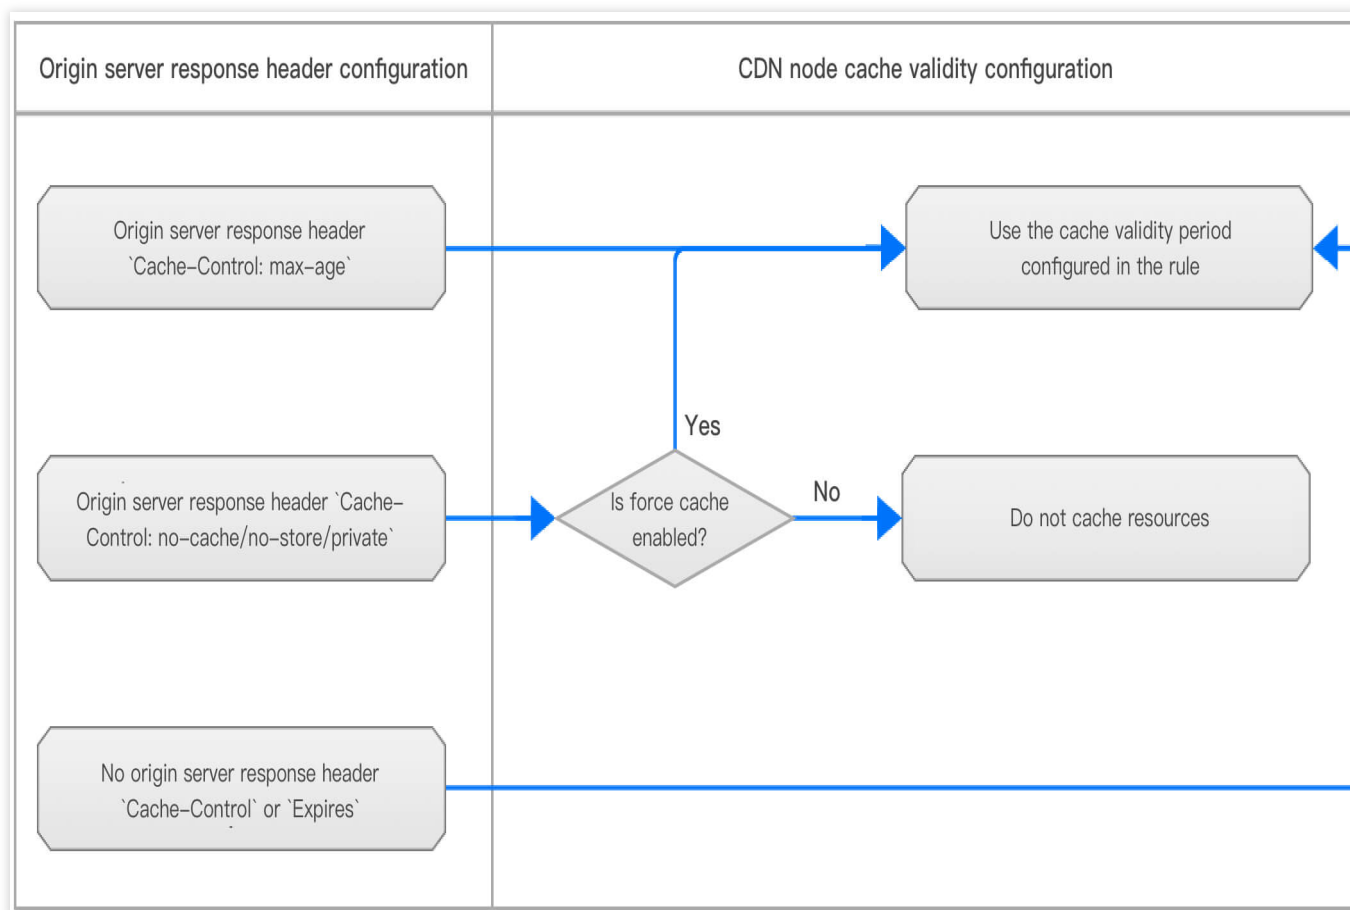 Origin server response header configuration
CDN node cache validity configuration
Origin server response header
`Cache-Control: max-age`
Use the cache validity period
configured in the rule
Yes
Origin server response header `Cache-
Control: no-cache/no-store/private`
Is force cache
enabled?
No
Do not cache resources
No origin server response header
`Cache-Control` or `Expires`